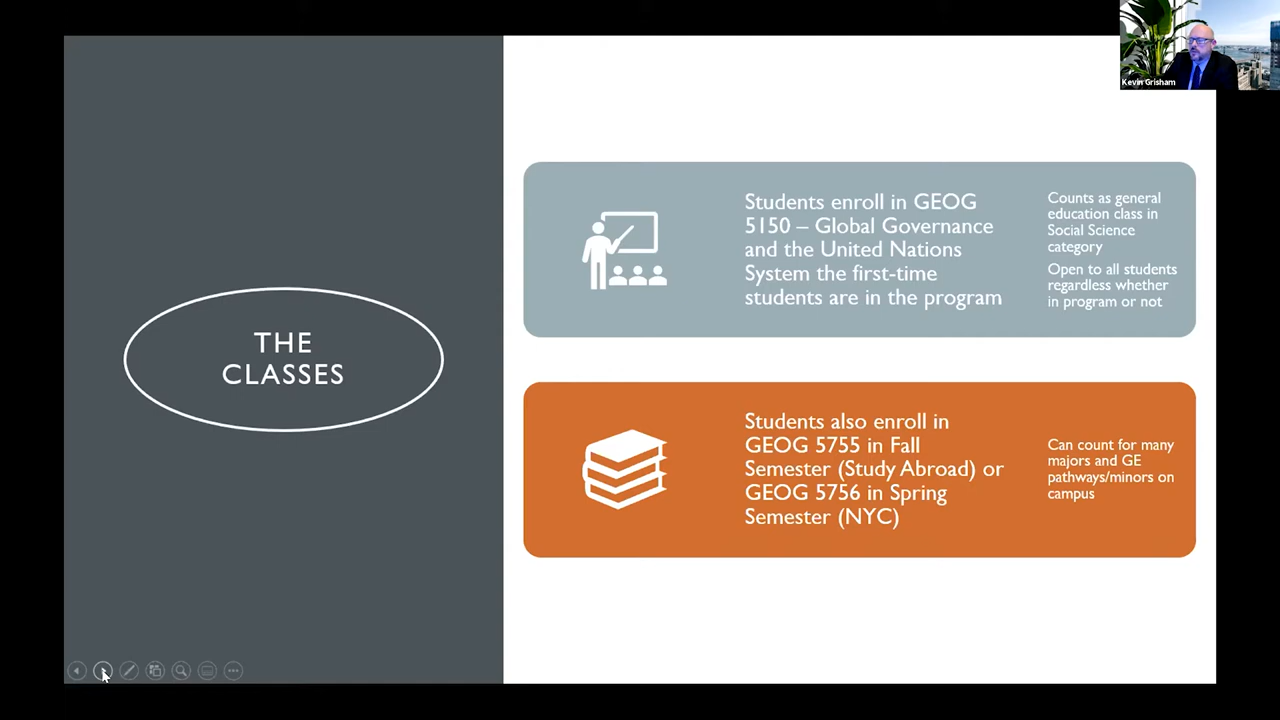 Kevin Grisham
THE
CLASSES
Students enroll in GEOG
5150 – Global Governance
and the United Nations
System the first-time
students are in the program
Counts as general
education class in
Social Science
category
Open to all students
regardless whether
in program or not
Students also enroll in
GEOG 5755 in Fall
Semester (Study Abroad) or
GEOG 5756 in Spring
Semester (NYC)
Can count for many
majors and GE
pathways/minors on
campus